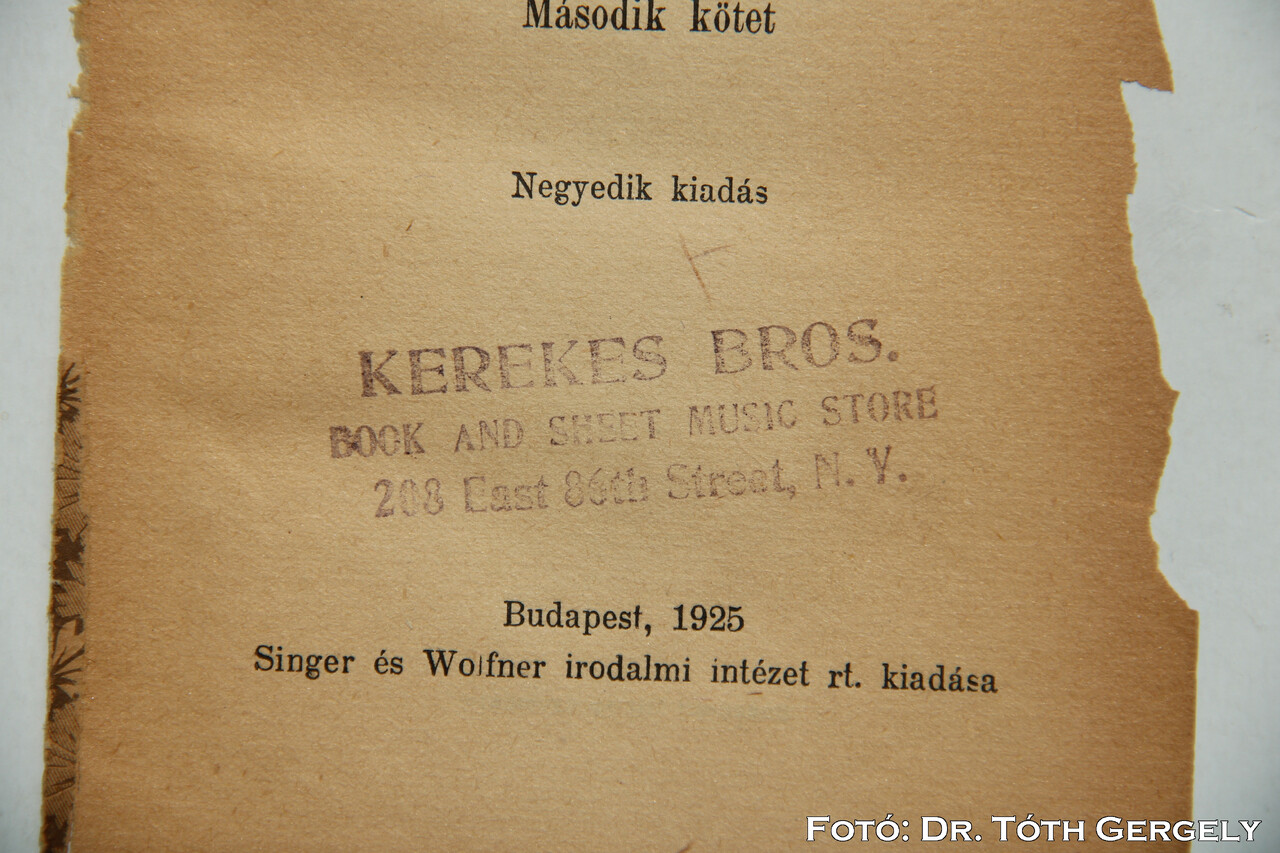 Második kötet
Negyedik kiadás
KEREKES BROS.
BOOK AND SHEET MUSIC STORE
208 East 86th Street, N. Y.
Budapest, 1925
Singer és Wolfner irodalmi intézet rt. kiadása
Fotó: Dr. Tóth Gergely